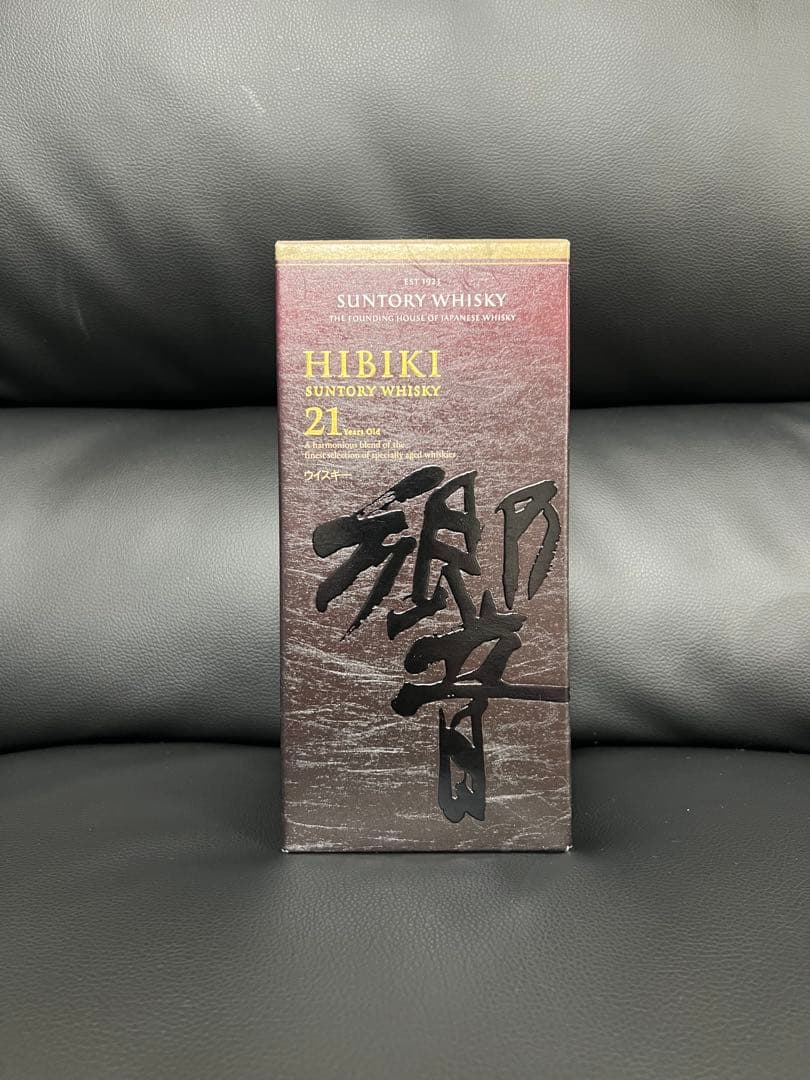 EST 1923
SUNTORY WHISKY
THE FOUNDING HOUSE OF JAPANESE WHISKY
HIBIKI
SUNTORY WHISKY
21 Years Old
A harmonious blend of the
finest selection of specially aged whiskies
ウイスキー
響